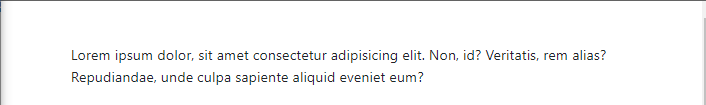 Lorem ipsum dolor, sit amet consectetur adipisicing elit. Non, id? Veritatis, rem alias?
Repudiandae, unde culpa sapiente aliquid eveniet eum?